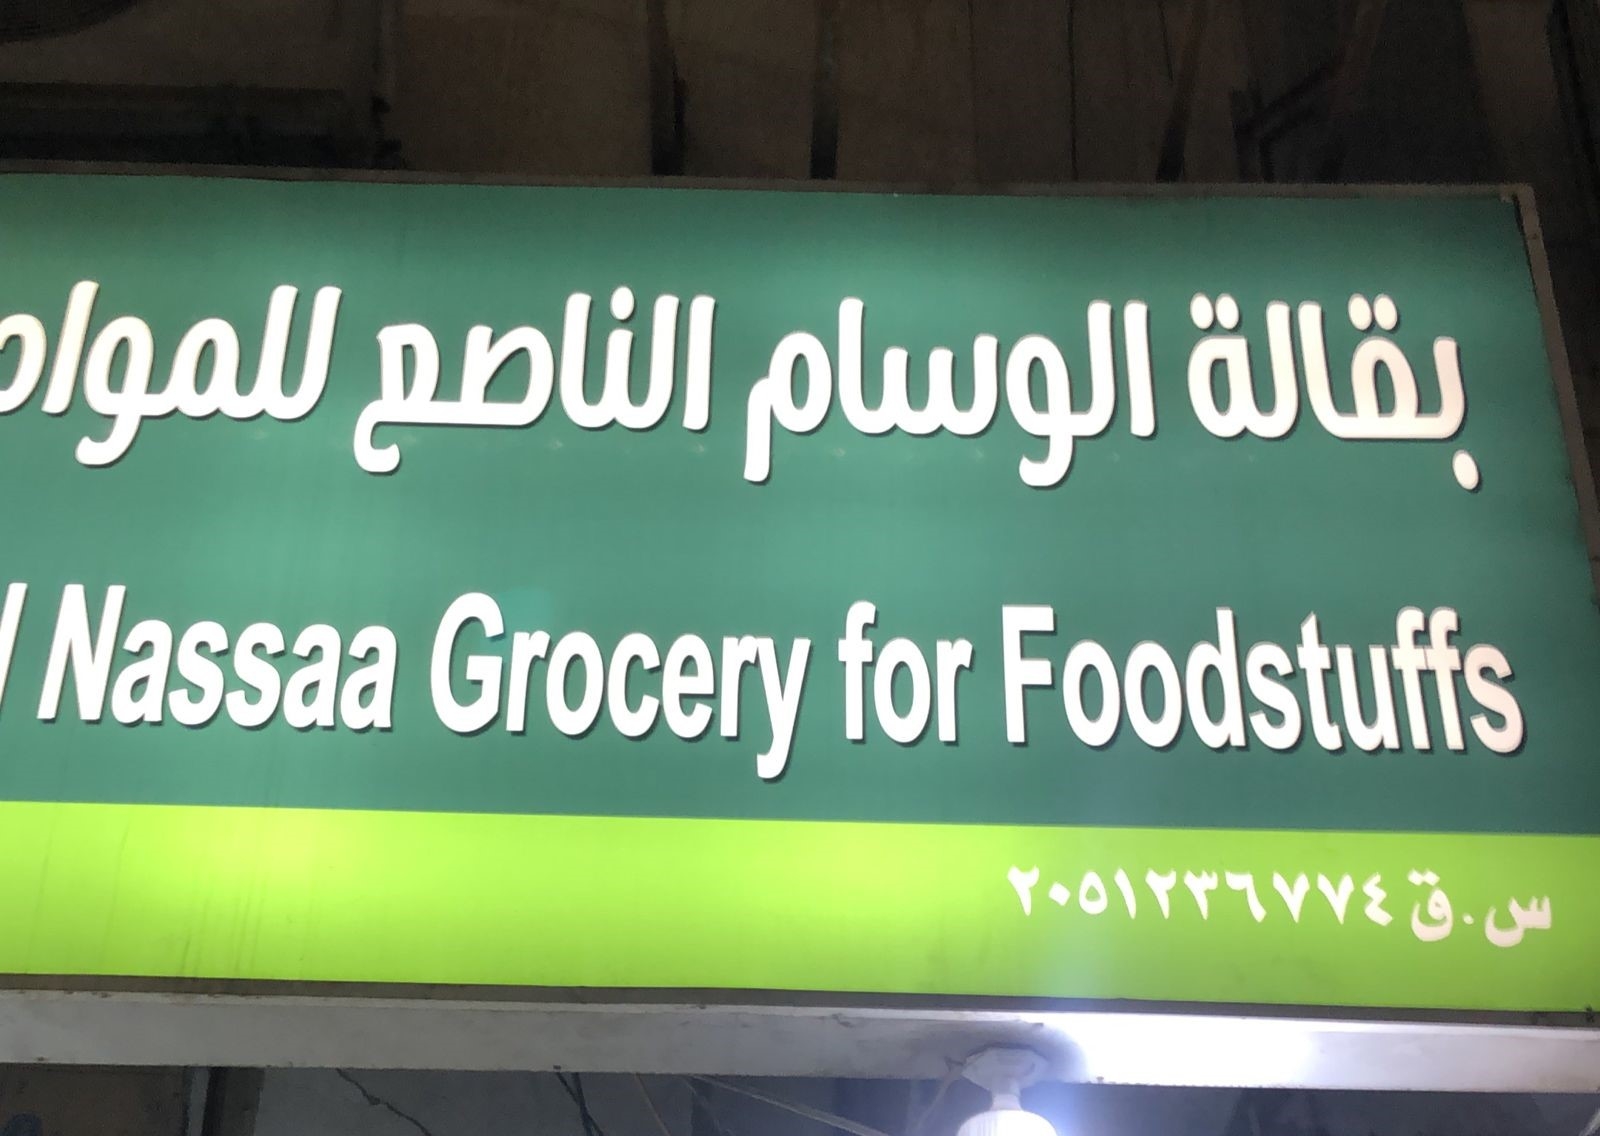 بقالة الوسام الناصع
Nassaa Grocery for Foodstuffs
س.ق ٢٠٥١٢٣٦٧٧٤